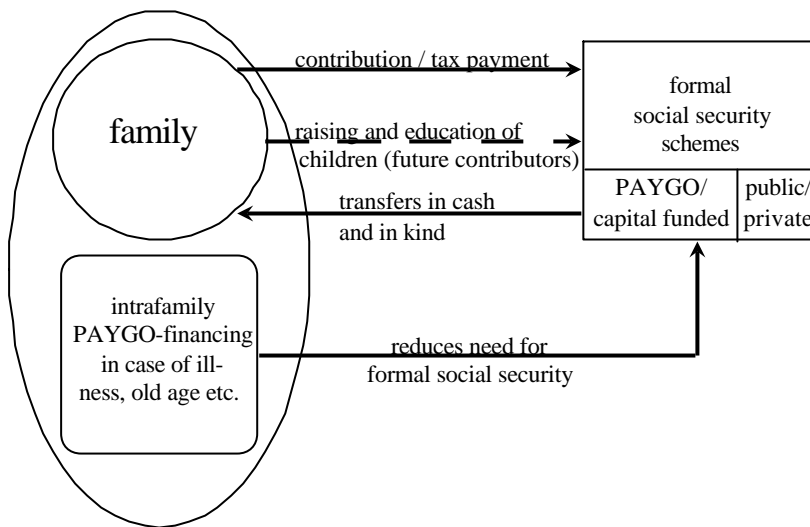 contribution / tax payment
formal
social security
schemes
family
raising and education of
children (future contributors)
PAYGO/
capital funded
public/
private
transfers in cash
and in kind
intrafamily
PAYGO-financing
in case of ill-
ness, old age etc.
reduces need for
formal social security